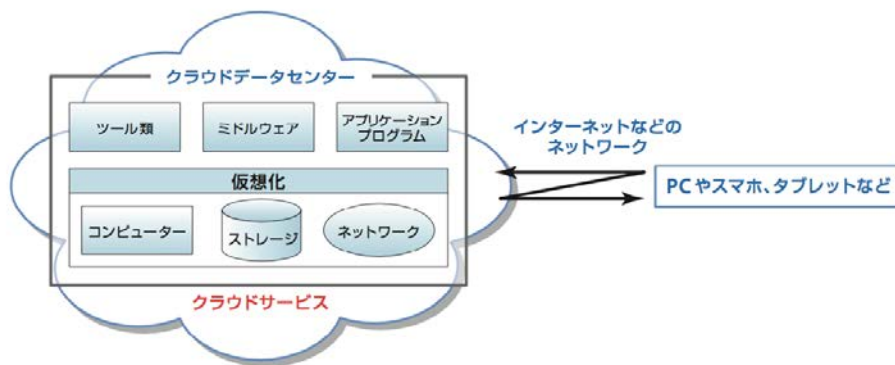 クラウドデータセンター
ツール類
ミドルウェア
アプリケーション
プログラム
仮想化
コンピューター
ストレージ
ネットワーク
クラウドサービス
インターネットなどの
ネットワーク
PCやスマホ、タブレットなど